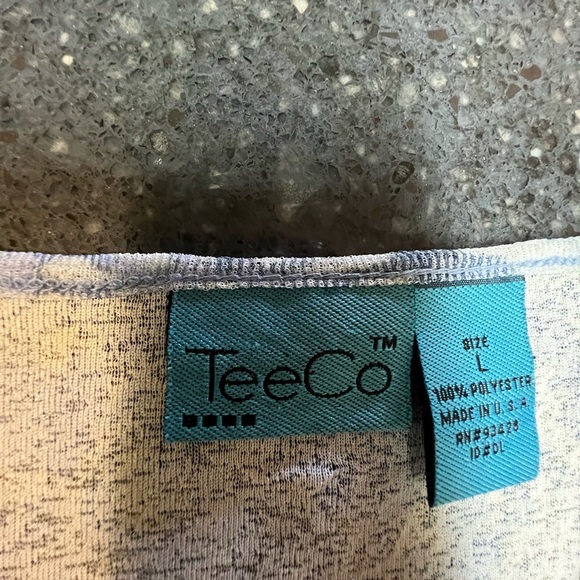 TeeCo™
SIZE
L
100% POLYESTER
MADE IN U.S.A
RN#93428
ID#DL